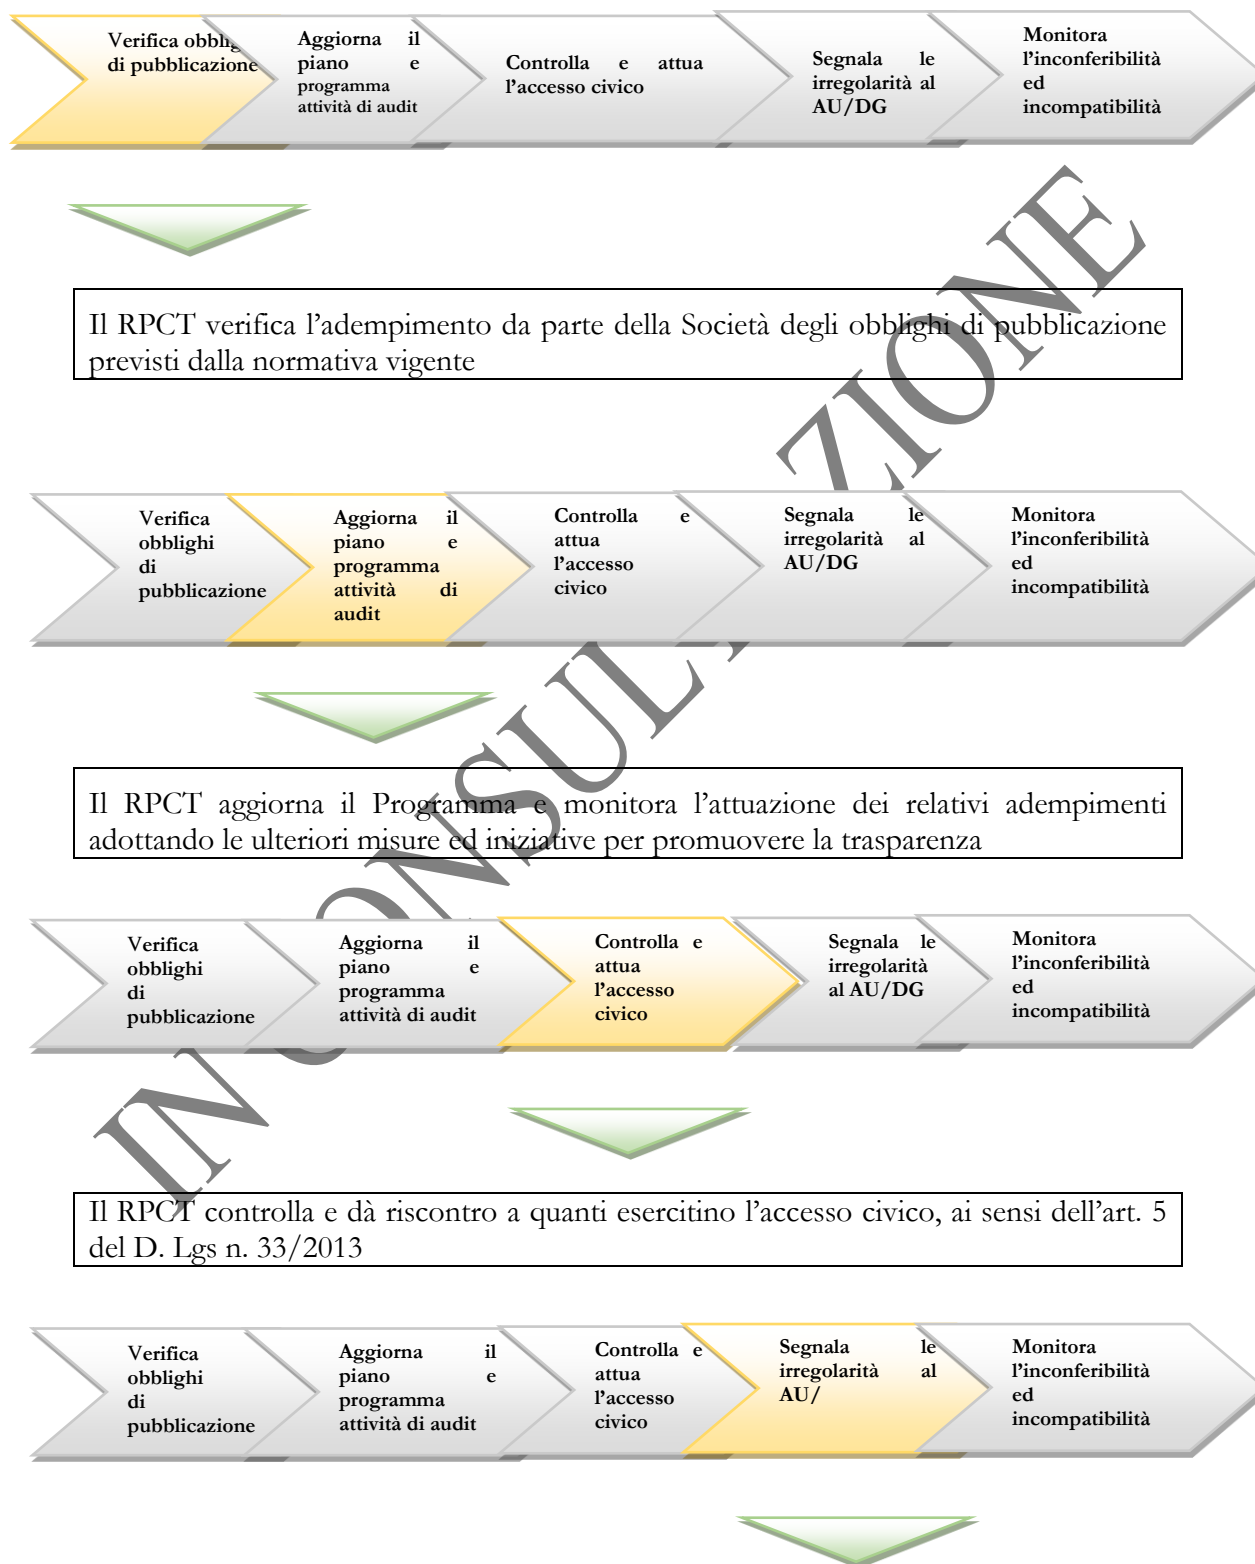 Verifica obblig
di pubblicazione
Aggiorna il
piano e
programma
attività di audit
Controlla e attua
l'accesso civico
Segnala le
irregolarità al
AU/DG
Monitora
l'inconferibilità
ed
incompatibilità
Il RPCT verifica l'adempimento da parte della Società degli obblighi di pubblicazione
previsti dalla normativa vigente
Verifica
obblighi
di
pubblicazione
Aggiorna il
piano e
programma
attività di
audit
Controlla e
attua
l'accesso
civico
Segnala le
irregolarità al
AU/DG
Monitora
l'inconferibilità
ed
incompatibilità
Il RPCT aggiorna il Programma e monitora l'attuazione dei relativi adempimenti
adottando le ulteriori misure ed iniziative per promuovere la trasparenza
Verifica
obblighi
di
pubblicazione
Aggiorna il
piano e
programma
attività di audit
Controlla e
attua
l'accesso
civico
Segnala le
irregolarità
al AU/DG
Monitora
l'inconferibilità
ed
incompatibilità
Il RPCT controlla e dà riscontro a quanti esercitino l'accesso civico, ai sensi dell'art. 5
del D. Lgs n. 33/2013
Verifica
obblighi
di
pubblicazione
Aggiorna il
piano e
programma
attività di audit
Controlla e
attua
l'accesso
civico
Segnala le
irregolarità al
AU/
Monitora
l'inconferibilità
ed
incompatibilità
IN CONSULTAZIONE